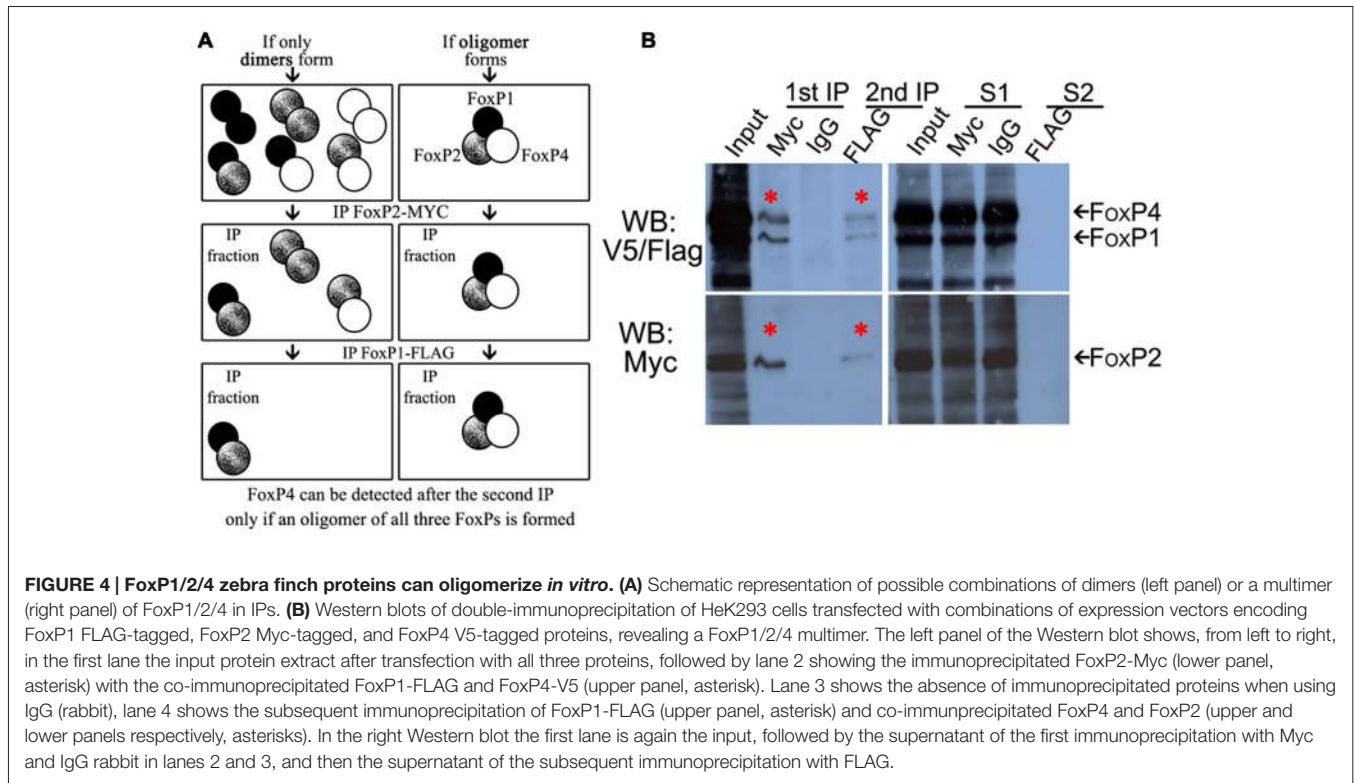 A
If only
dimers form
If oligomer
forms
FoxP1
FoxP2
FoxP4
IP FoxP2-MYC
IP
fraction
IP
fraction
IP FoxP1-FLAG
IP
fraction
IP
fraction
FoxP4 can be detected after the second IP
only if an oligomer of all three FoxPs is formed
B
1st IP 2nd IP S1 S2
Input Myc IgG FLAG Input Myc IgG FLAG
* *
WB:
V5/Flag
←FoxP4
←FoxP1
* *
WB:
Myc
←FoxP2
FIGURE 4 | FoxP1/2/4 zebra finch proteins can oligomerize in vitro. (A) Schematic representation of possible combinations of dimers (left panel) or a multimer
(right panel) of FoxP1/2/4 in IPs. (B) Western blots of double-immunoprecipitation of HeK293 cells transfected with combinations of expression vectors encoding
FoxP1 FLAG-tagged, FoxP2 Myc-tagged, and FoxP4 V5-tagged proteins, revealing a FoxP1/2/4 multimer. The left panel of the Western blot shows, from left to right,
in the first lane the input protein extract after transfection with all three proteins, followed by lane 2 showing the immunoprecipitated FoxP2-Myc (lower panel,
asterisk) with the co-immunoprecipitated FoxP1-FLAG and FoxP4-V5 (upper panel, asterisk). Lane 3 shows the absence of immunoprecipitated proteins when using
IgG (rabbit), lane 4 shows the subsequent immunoprecipitation of FoxP1-FLAG (upper panel, asterisk) and co-immunprecipitated FoxP4 and FoxP2 (upper and
lower panels respectively, asterisks). In the right Western blot the first lane is again the input, followed by the supernatant of the first immunoprecipitation with Myc
and IgG rabbit in lanes 2 and 3, and then the supernatant of the subsequent immunoprecipitation with FLAG.